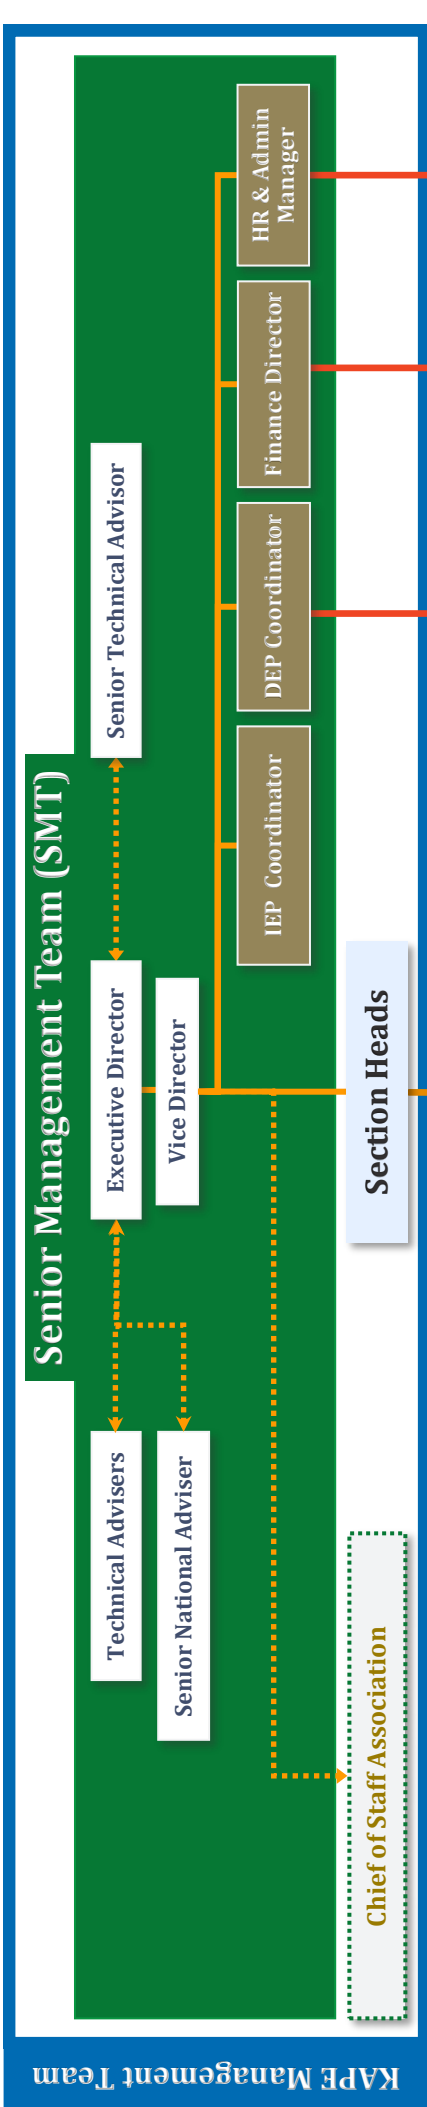 KAPE Management Team
Senior Management Team (SMT)
Technical Advisers
Executive Director
Senior Technical Advisor
Senior National Adviser
Vice Director
IEP Coordinator
DEP Coordinator
Finance Director
HR & Admin
Manager
Chief of Staff Association
Section Heads